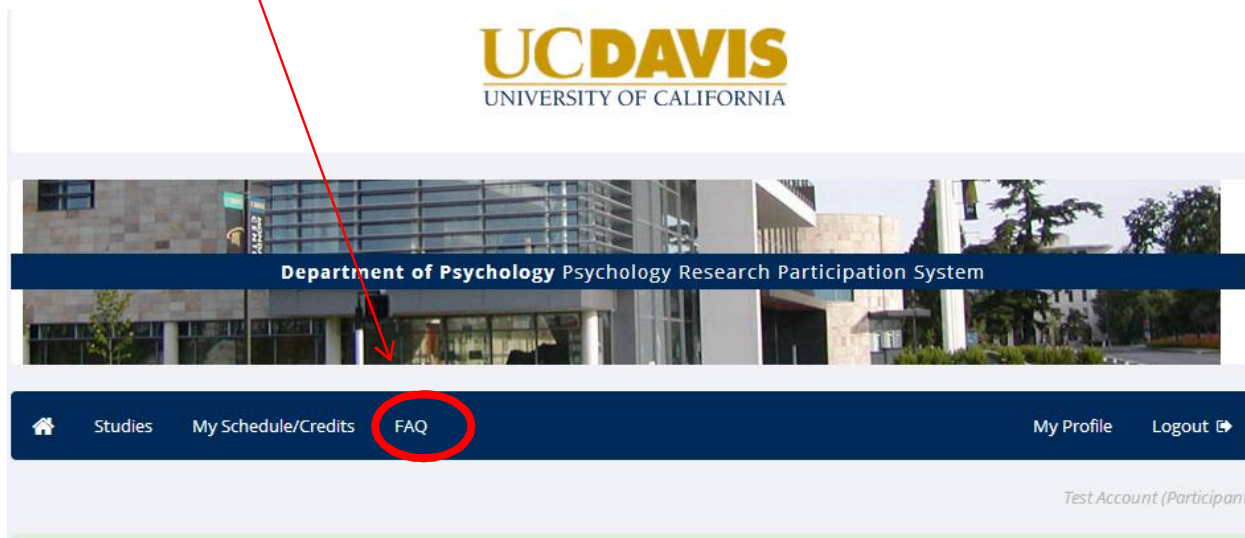 UCDAVIS
UNIVERSITY OF CALIFORNIA
Department of Psychology Psychology Research Participation System
Studies My Schedule/Credits FAQ My Profile Logout
Test Account (Participant